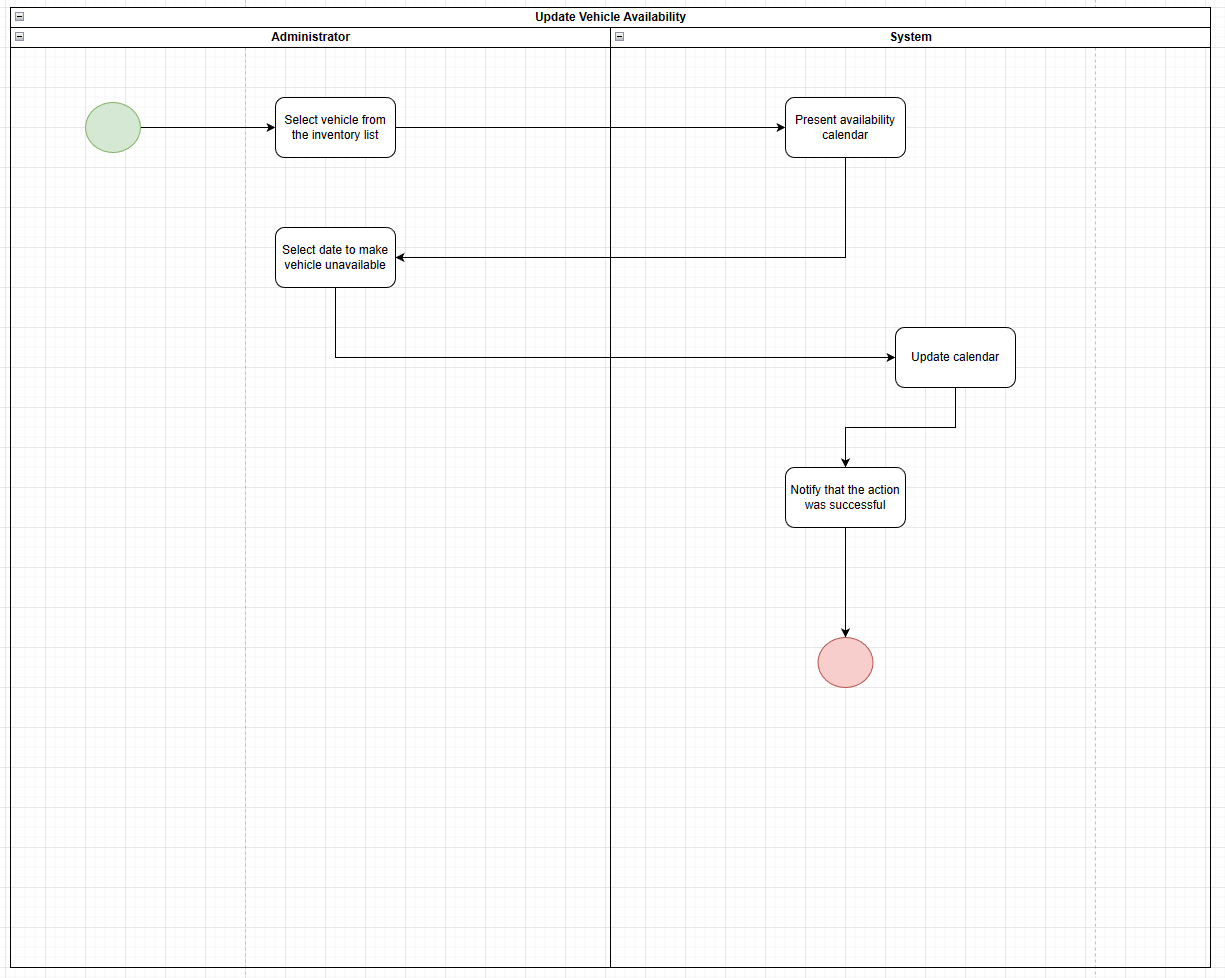 Update Vehicle Availability
Administrator
System
Select vehicle from
the inventory list
Present availability
calendar
Select date to make
vehicle unavailable
Update calendar
Notify that the action
was successful